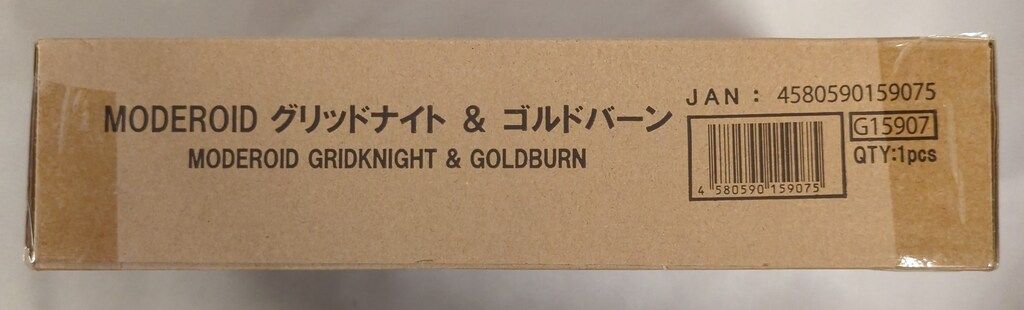 MODEROID グリッドナイト & ゴルドバーン
MODEROID GRIDKNIGHT & GOLDBURN
JAN : 4580590159075
G15907
QTY:1pcs
4 580590 159075